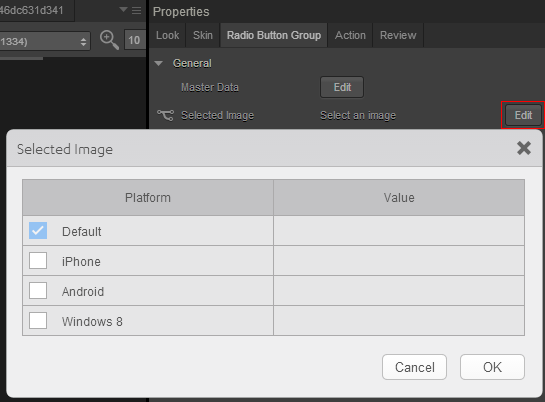 46dc631d341
Properties
1334)
10
Look Skin Radio Button Group Action Review
General
Master Data Edit
Selected Image Select an image Edit
Selected Image
Platform Value
Default
iPhone
Android
Windows 8
Cancel OK